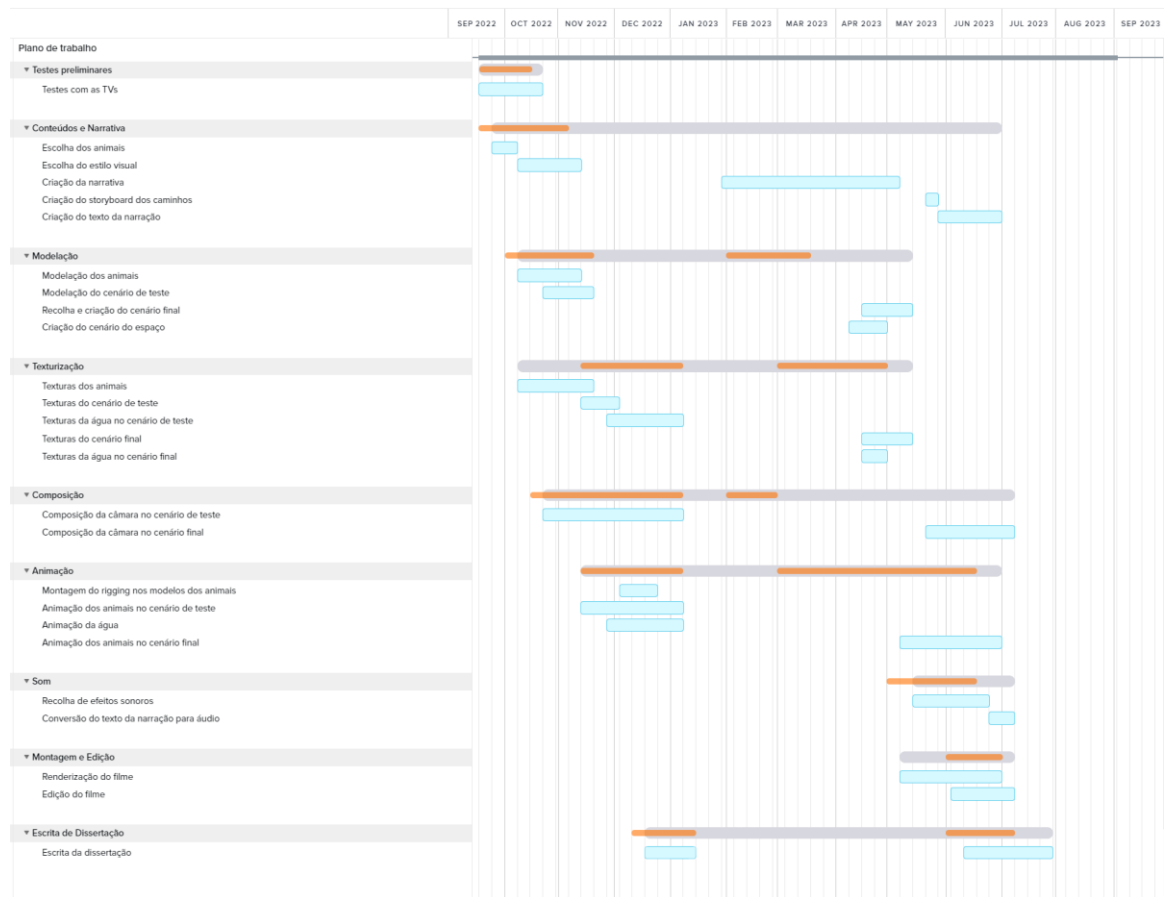 SEP 2022 OCT 2022 NOV 2022 DEC 2022 JAN 2023 FEB 2023 MAR 2023 APR 2023 MAY 2023 JUN 2023 JUL 2023 AUG 2023 SEP 2023
Plano de trabalho
Testes preliminares
Testes com as TVs
Conteúdos e Narrativa
Escolha dos animais
Escolha do estilo visual
Criação da narrativa
Criação do storyboard dos caminhos
Criação do texto da narração
Modelação
Modelação dos animais
Modelação do cenário de teste
Recolha e criação do cenário final
Criação do cenário do espaço
Texturização
Texturas dos animais
Texturas do cenário de teste
Texturas da água no cenário de teste
Texturas do cenário final
Texturas da água no cenário final
Composição
Composição da câmara no cenário de teste
Composição da câmara no cenário final
Animação
Montagem do rigging nos modelos dos animais
Animação dos animais no cenário de teste
Animação da água
Animação dos animais no cenário final
Som
Recolha de efeitos sonoros
Conversão do texto da narração para áudio
Montagem e Edição
Renderização do filme
Edição do filme
Escrita de Dissertação
Escrita da dissertação